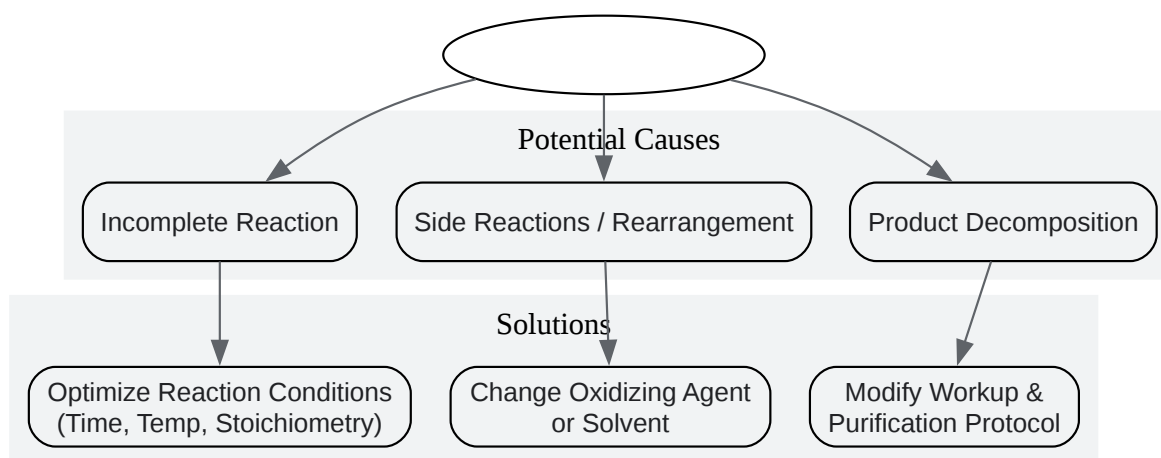 Potential Causes
Incomplete Reaction
Side Reactions / Rearrangement
Product Decomposition
Solutions
Optimize Reaction Conditions
(Time, Temp, Stoichiometry)
Change Oxidizing Agent
or Solvent
Modify Workup &
Purification Protocol